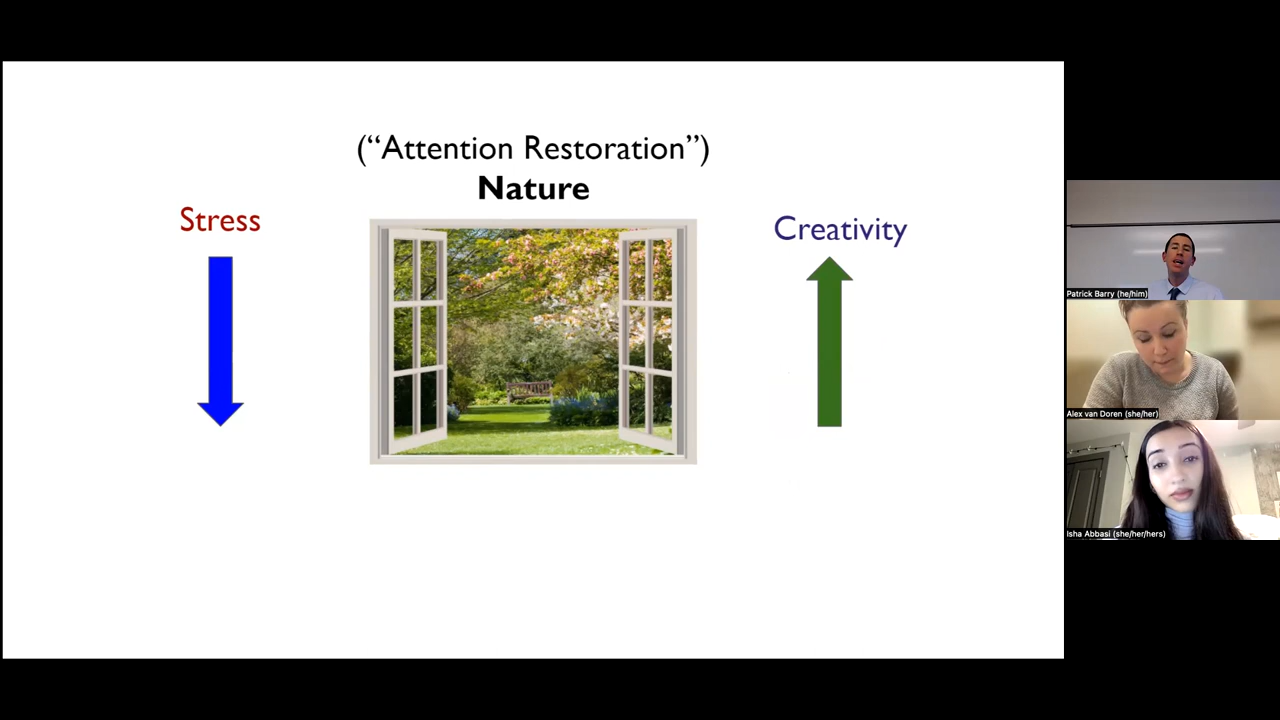 (“Attention Restoration”)
Nature
Stress
Creativity
Patrick Barry (he/him)
Alex van Doren (she/her)
Isha Abbasi (she/her/hers)